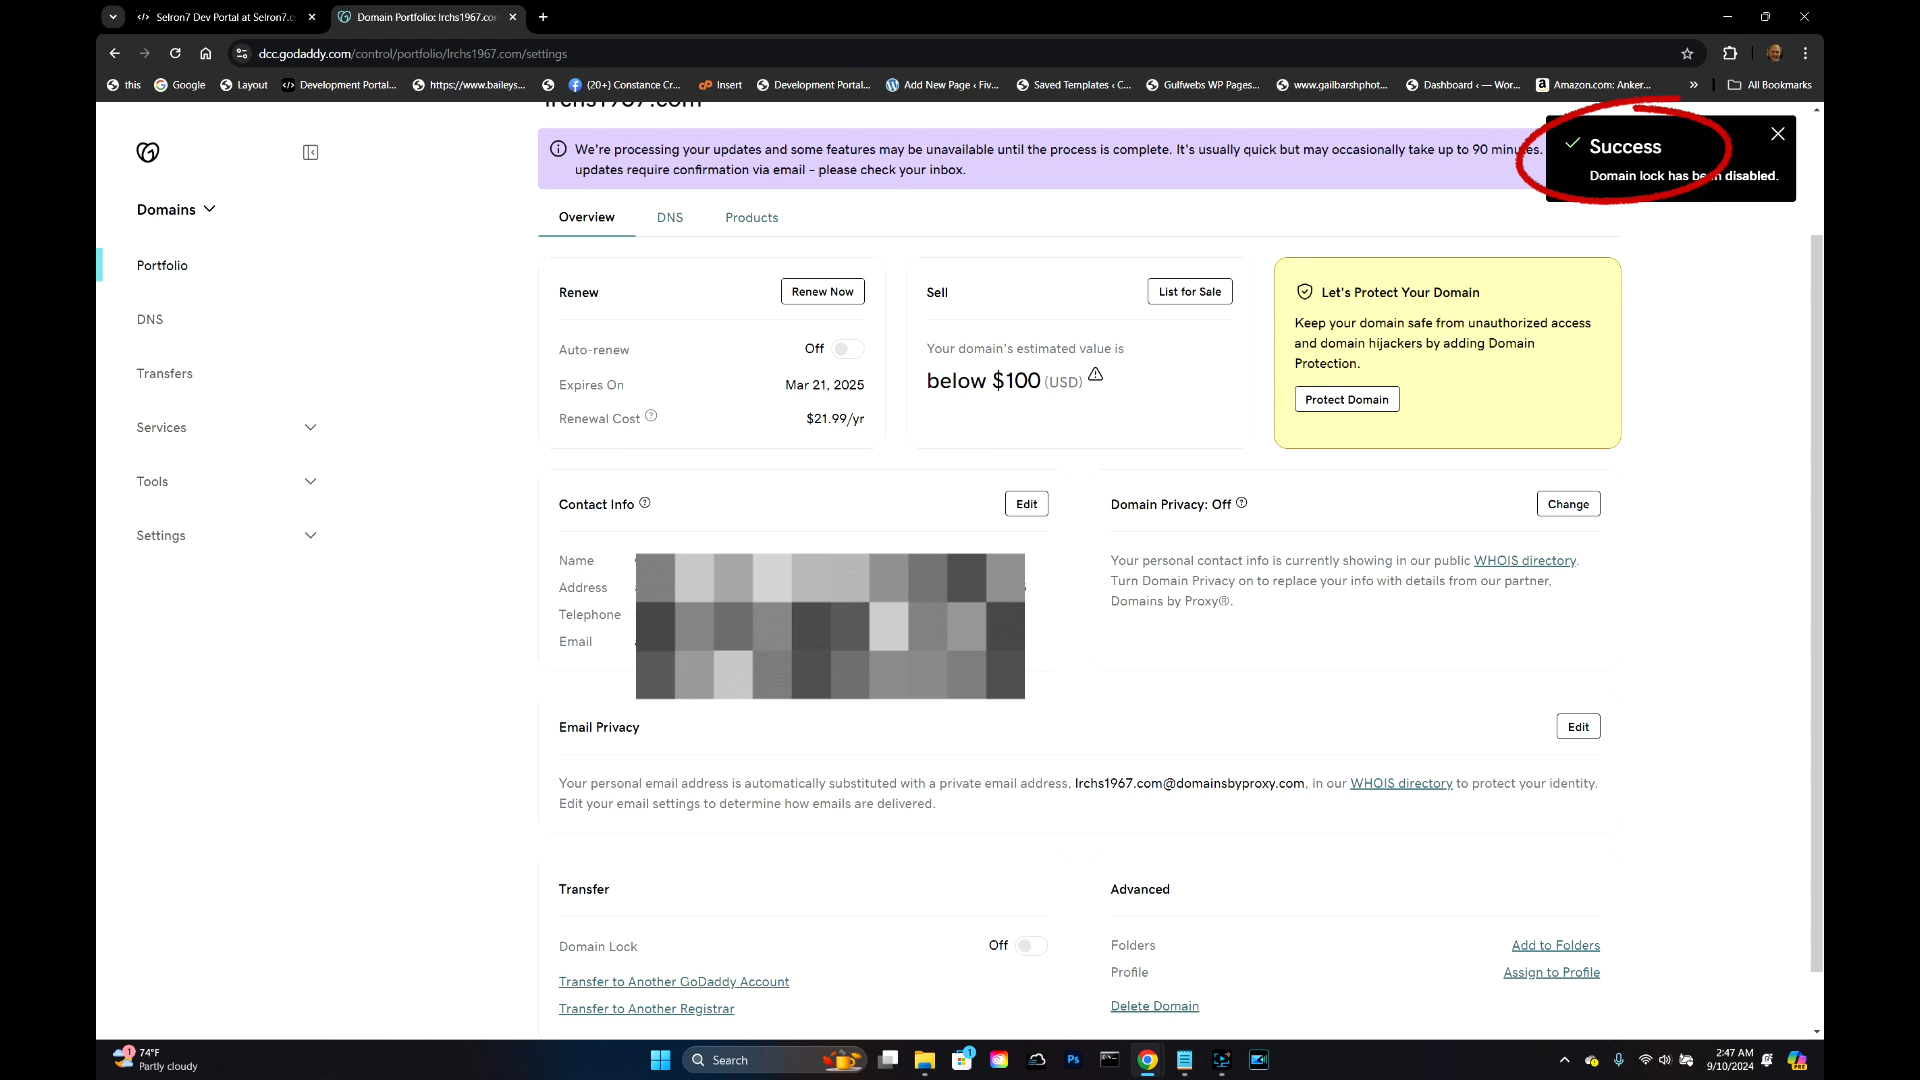 Selron7 Dev Portal at Selron7.c
Domain Portfolio: lrchs1967.com
dcc.godaddy.com/control/portfolio/lrchs1967.com/settings
this
Google
Layout
Development Portal...
https://www.baileys...
(20+) Constance Cr...
Insert
Development Portal...
Add New Page ‹ Fiv...
Saved Templates ‹ C...
Gulfwebs WP Pages...
www.gailbarshphot...
Dashboard ‹ — Wor...
Amazon.com: Anker...
»
All Bookmarks
lrchs1967.com
We're processing your updates and some features may be unavailable until the process is complete. It's usually quick but may occasionally take up to 90 minutes.
updates require confirmation via email – please check your inbox.
Success
Domain lock has been disabled.
Domains
Portfolio
DNS
Transfers
Services
Tools
Settings
Overview
DNS
Products
Renew
Renew Now
Auto-renew
Off
Expires On
Mar 21, 2025
Renewal Cost
$21.99/yr
Sell
List for Sale
Your domain's estimated value is
below $100 (USD)
Let's Protect Your Domain
Keep your domain safe from unauthorized access
and domain hijackers by adding Domain
Protection.
Protect Domain
Contact Info
Edit
Name
Address
Telephone
Email
Domain Privacy: Off
Change
Your personal contact info is currently showing in our public WHOIS directory.
Turn Domain Privacy on to replace your info with details from our partner,
Domains by Proxy®.
Email Privacy
Edit
Your personal email address is automatically substituted with a private email address, lrchs1967.com@domainsbyproxy.com, in our WHOIS directory to protect your identity.
Edit your email settings to determine how emails are delivered.
Transfer
Domain Lock
Off
Transfer to Another GoDaddy Account
Transfer to Another Registrar
Advanced
Folders
Add to Folders
Profile
Assign to Profile
Delete Domain
1
74°F
Partly cloudy
Search
1
Ps
2:47 AM
9/10/2024
PRE